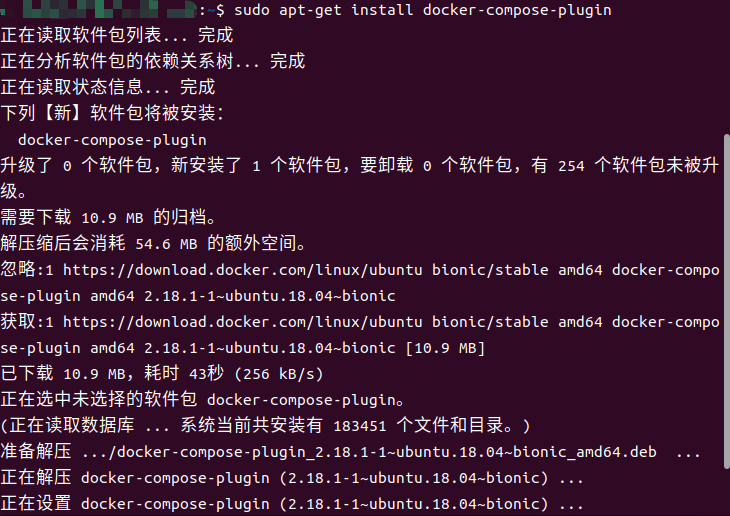 :~$ sudo apt-get install docker-compose-plugin
正在读取软件包列表... 完成
正在分析软件包的依赖关系树... 完成
正在读取状态信息... 完成
下列【新】软件包将被安装：
docker-compose-plugin
升级了 0 个软件包，新安装了 1 个软件包，要卸载 0 个软件包，有 254 个软件包未被升
级。
需要下载 10.9 MB 的归档。
解压缩后会消耗 54.6 MB 的额外空间。
忽略:1 https://download.docker.com/linux/ubuntu bionic/stable amd64 docker-compo
se-plugin amd64 2.18.1-1~ubuntu.18.04~bionic
获取:1 https://download.docker.com/linux/ubuntu bionic/stable amd64 docker-compo
se-plugin amd64 2.18.1-1~ubuntu.18.04~bionic [10.9 MB]
已下载 10.9 MB，耗时 43秒 (256 kB/s)
正在选中未选择的软件包 docker-compose-plugin。
(正在读取数据库 ... 系统当前共安装有 183451 个文件和目录。)
准备解压 .../docker-compose-plugin_2.18.1-1~ubuntu.18.04~bionic_amd64.deb ...
正在解压 docker-compose-plugin (2.18.1-1~ubuntu.18.04~bionic) ...
正在设置 docker-compose-plugin (2.18.1-1~ubuntu.18.04~bionic) ...